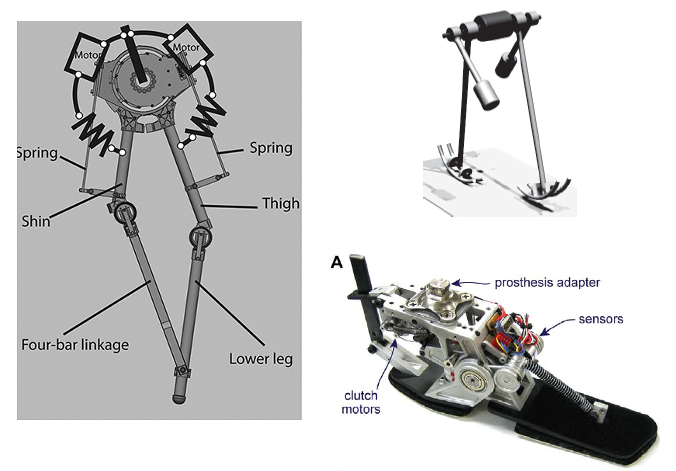 Motor
Motor
Spring
Spring
Shin
Thigh
Four-bar linkage
Lower leg
A
prosthesis adapter
sensors
clutch
motors